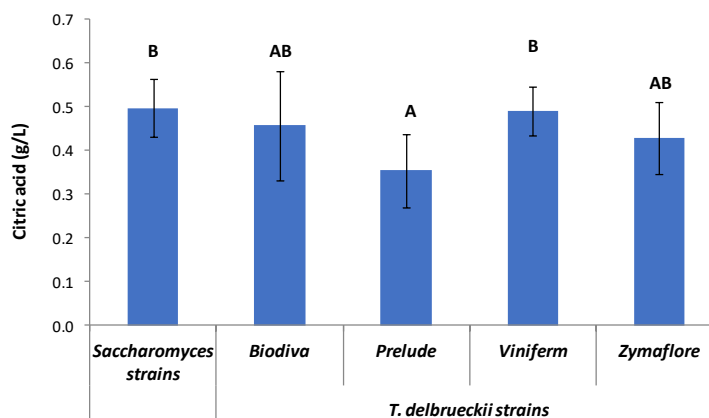 0.7
0.6
0.5
0.4
0.3
0.2
0.1
0.0
Citric acid (g/L)
B
AB
A
B
AB
Saccharomyces
strains
Biodiva
Prelude
Viniferm
Zymaflore
T. delbrueckii strains